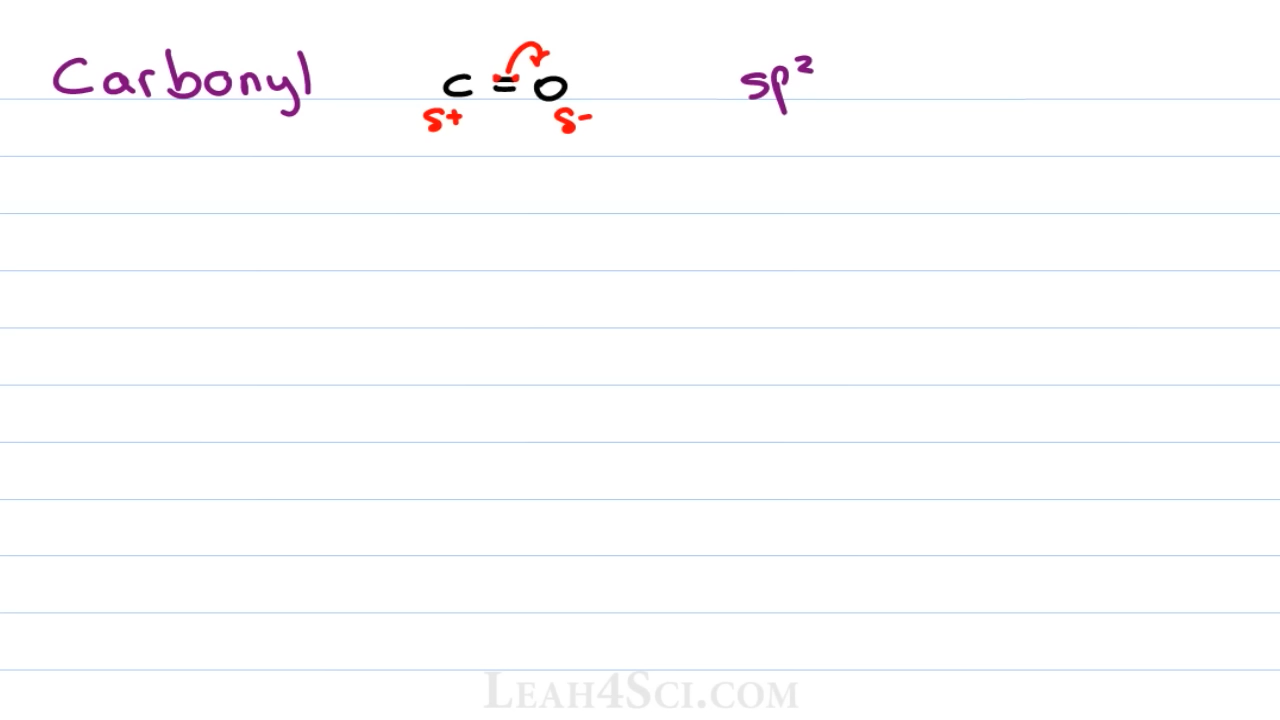 Carbonyl C=O sp²
δ+ δ-
LEAH4SCI.COM